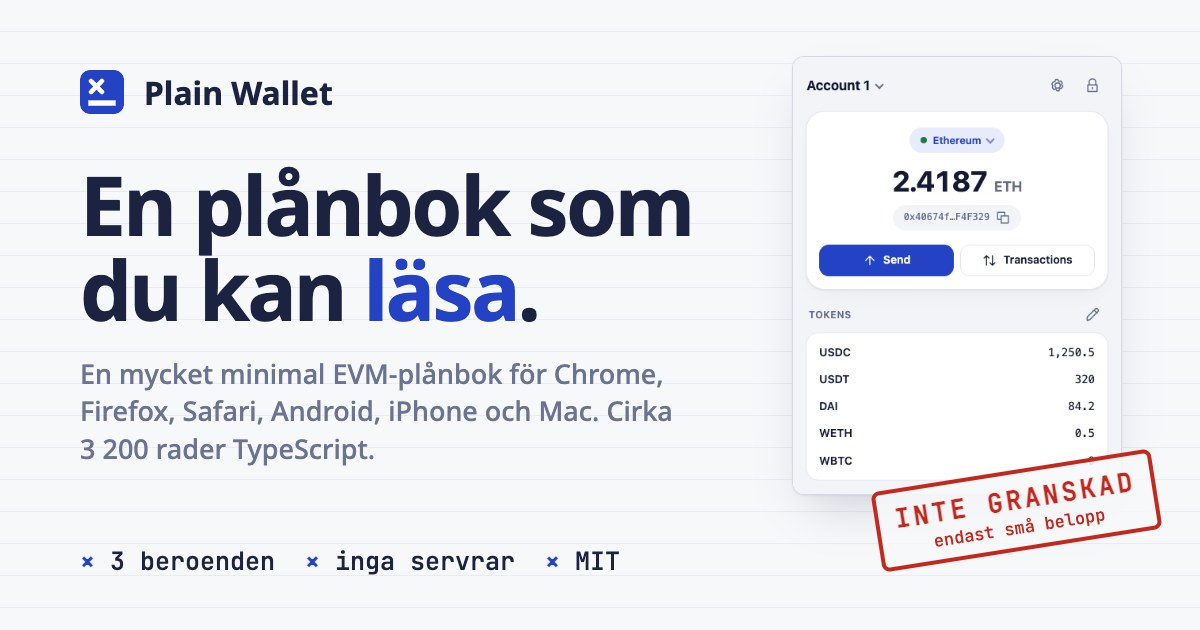 Plain Wallet
En plånbok som
du kan läsa.
En mycket minimal EVM-plånbok för Chrome,
Firefox, Safari, Android, iPhone och Mac. Cirka
3 200 rader TypeScript.
× 3 beroenden × inga servrar × MIT
Account 1
Ethereum
2.4187 ETH
0x40674f…F4F329
Send Transactions
TOKENS
USDC 1,250.5
USDT 320
DAI 84.2
WETH 0.5
WBTC
INTE GRANSKAD
endast små belopp